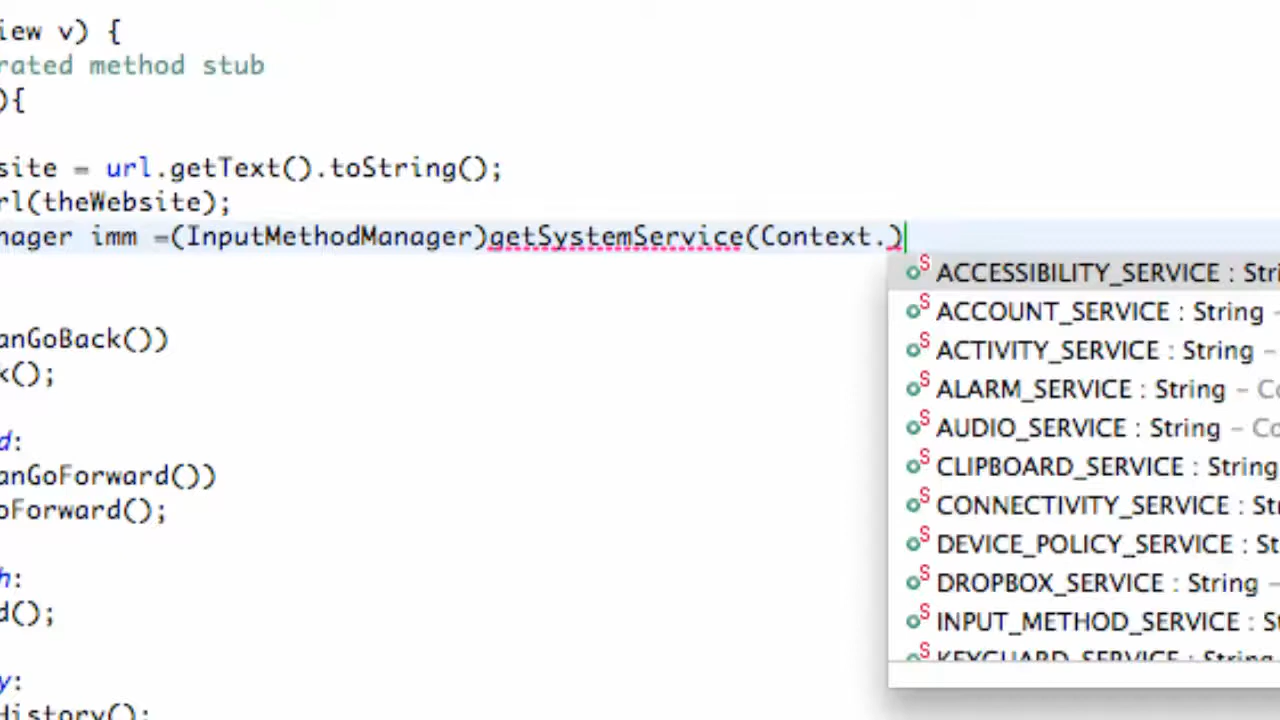 iew v) {
rated method stub
){
site = url.getText().toString();
rl(theWebsite);
nager imm =(InputMethodManager)getSystemService(Context.)
ACCESSIBILITY_SERVICE : Stri
ACCOUNT_SERVICE : String -
anGoBack())
ACTIVITY_SERVICE : String -
k();
ALARM_SERVICE : String - Co
AUDIO_SERVICE : String - Co
d:
CLIPBOARD_SERVICE : String
anGoForward())
CONNECTIVITY_SERVICE : Str
oForward();
DEVICE_POLICY_SERVICE : St
h:
DROPBOX_SERVICE : String -
d();
INPUT_METHOD_SERVICE : St
KEYGUARD_SERVICE : String
y:
History();